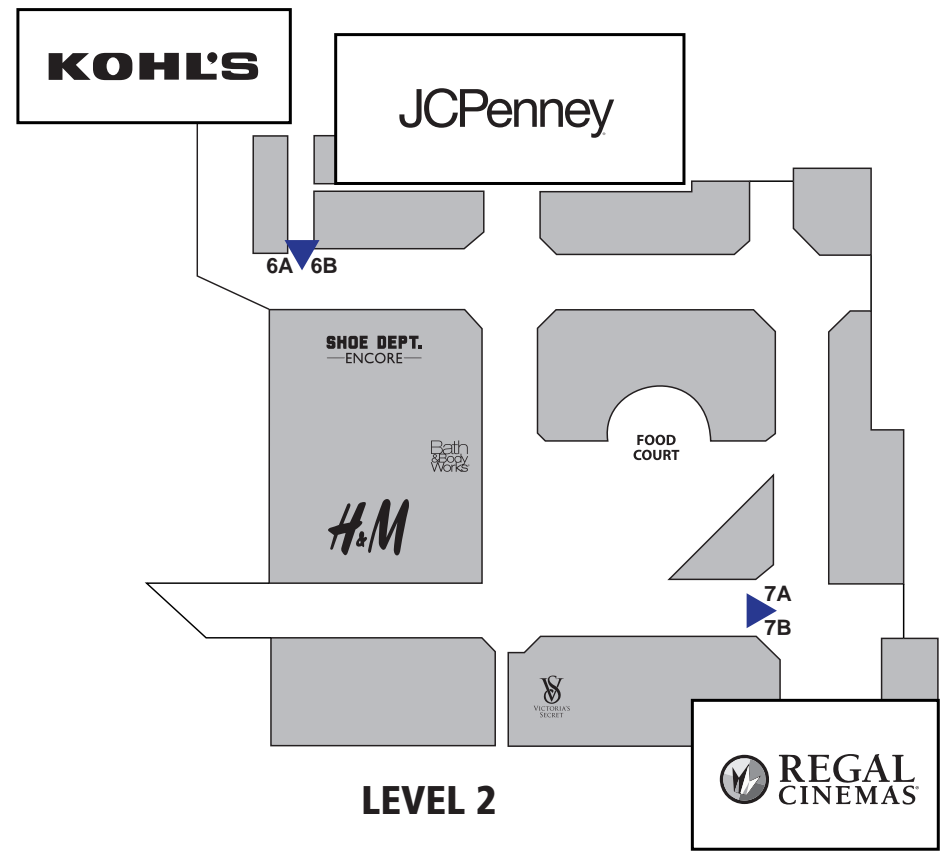 KOHL'S
JCPenney
6A 6B
SHOE DEPT.
ENCORE
Bath
&Body
Works
H&M
FOOD
COURT
7A
7B
VS
VICTORIA'S
SECRET
REGAL
CINEMAS
LEVEL 2